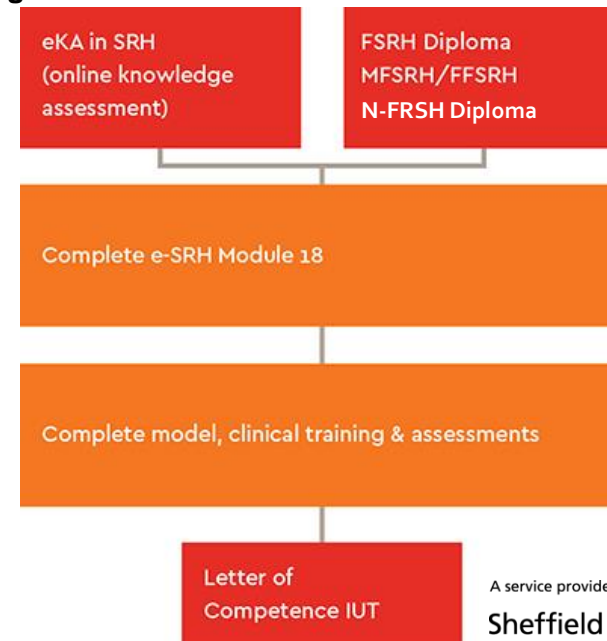 eKA in SRH
(online knowledge
assessment)
FSRH Diploma
MFSRH/FFSRH
N-FRSH Diploma
Complete e-SRH Module 18
Complete model, clinical training & assessments
Letter of
Competence IUT
A service provide
Sheffield